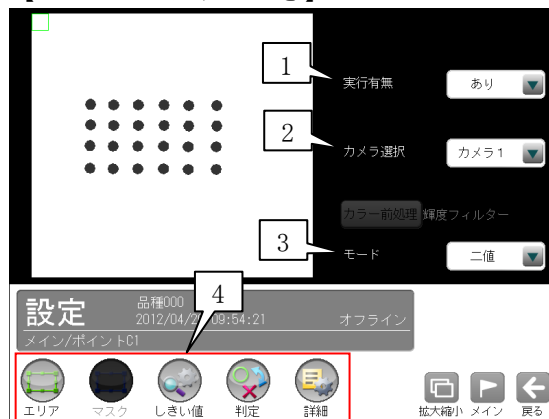 1
実行有無
あり
2
カメラ選択
カメラ1
カラー前処理 輝度フィルター
3
モード
二値
4
設定
品種000
2012/04/2 09:54:21
オフライン
メイン/ポイントC1
エリア
マスク
しきい値
判定
詳細
拡大縮小
メイン
戻る